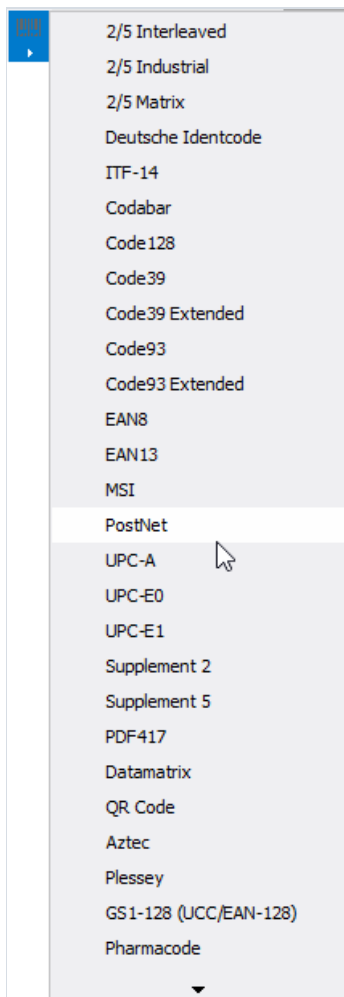 2/5 Interleaved
2/5 Industrial
2/5 Matrix
Deutsche Identcode
ITF-14
Codabar
Code128
Code39
Code39 Extended
Code93
Code93 Extended
EAN8
EAN13
MSI
PostNet
UPC-A
UPC-E0
UPC-E1
Supplement 2
Supplement 5
PDF417
Datamatrix
QR Code
Aztec
Plessey
GS1-128 (UCC/EAN-128)
Pharmacode